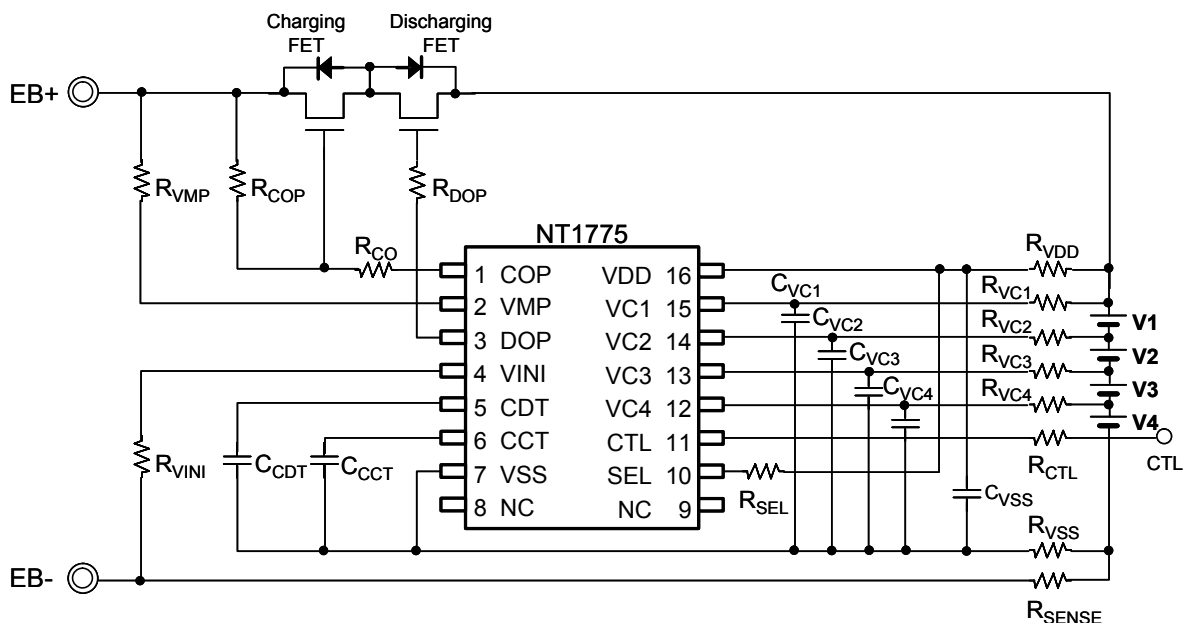 Charging FET
Discharging FET
EB+
RVMP
RCOP
RDOP
RCO
NT1775
1 COP
2 VMP
3 DOP
4 VINI
5 CDT
6 CCT
7 VSS
8 NC
VDD 16
VC1 15
VC2 14
VC3 13
VC4 12
CTL 11
SEL 10
NC 9
CVC1
CVC2
CVC3
CVC4
RVDD
RVC1
RVC2
RVC3
RVC4
V1
V2
V3
V4
RCTL
CTL
RVINI
CCDT
CCCT
RSEL
CVSS
RVSS
EB-
RSENSE